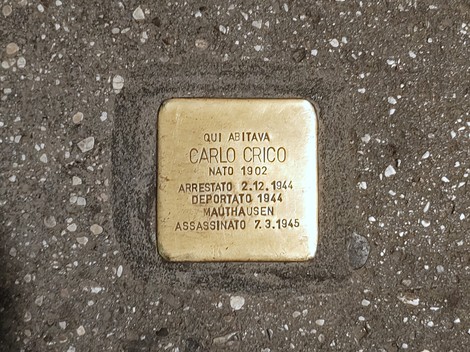 QUI ABITAVA
CARLO CRICO
NATO 1902
ARRESTATO 2.12.1944
DEPORTATO 1944
MAUTHAUSEN
ASSASSINATO 7.3.1945